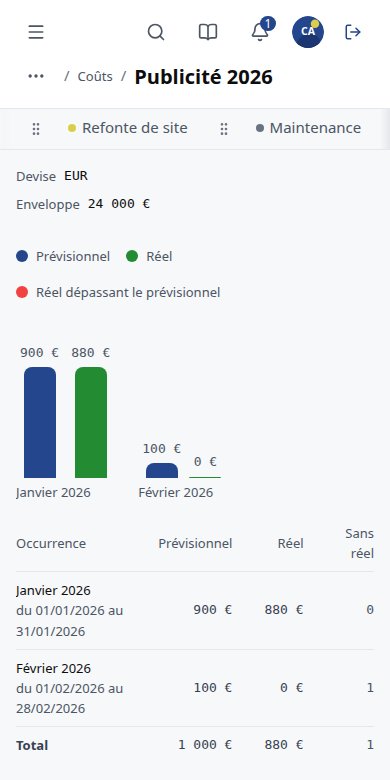 1
CA
... / Coûts / Publicité 2026
Refonte de site Maintenance
Devise EUR
Enveloppe 24 000 €
Prévisionnel Réel
Réel dépassant le prévisionnel
900 € 880 €
100 €
0 €
Janvier 2026 Février 2026
Sans
Occurrence Prévisionnel Réel
réel
Janvier 2026
du 01/01/2026 au 900 € 880 € 0
31/01/2026
Février 2026
du 01/02/2026 au 100 € 0 € 1
28/02/2026
Total 1 000 € 880 € 1